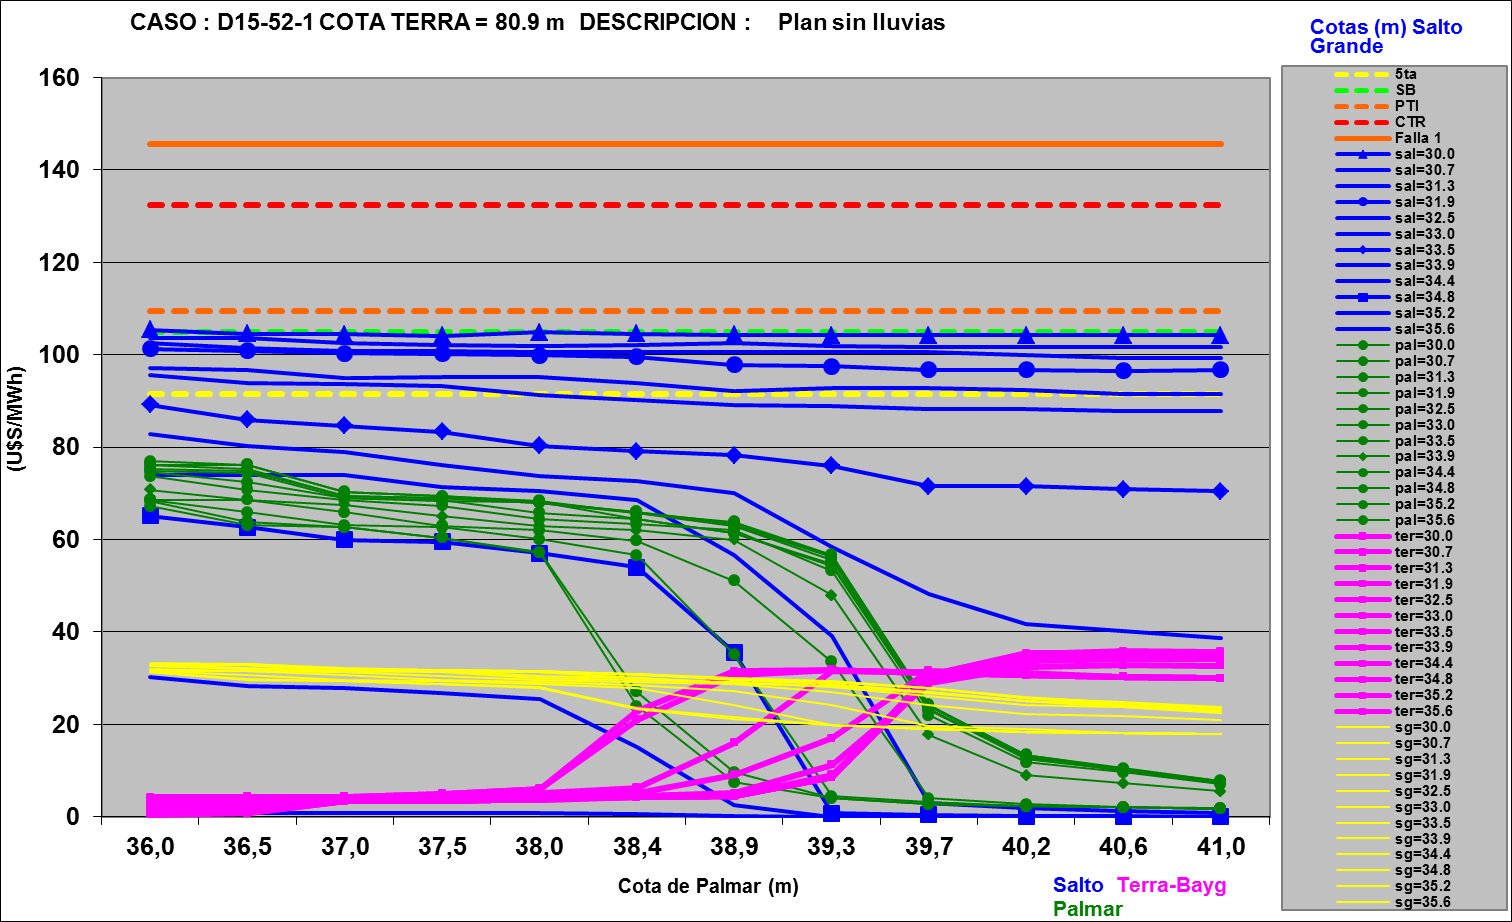 CASO : D15-52-1 COTA TERRA = 80.9 m DESCRIPCION : Plan sin lluvias
Cotas (m) Salto
Grande
160
140
120
100
80
60
40
20
0
(U$S/MWh)
36,0 36,5 37,0 37,5 38,0 38,4 38,9 39,3 39,7 40,2 40,6 41,0
Cota de Palmar (m)
Salto Terra-Bayg
Palmar
5ta
SB
PTI
CTR
Falla 1
sal=30.0
sal=30.7
sal=31.3
sal=31.9
sal=32.5
sal=33.0
sal=33.5
sal=33.9
sal=34.4
sal=34.8
sal=35.2
sal=35.6
pal=30.0
pal=30.7
pal=31.3
pal=31.9
pal=32.5
pal=33.0
pal=33.5
pal=33.9
pal=34.4
pal=34.8
pal=35.2
pal=35.6
ter=30.0
ter=30.7
ter=31.3
ter=31.9
ter=32.5
ter=33.0
ter=33.5
ter=33.9
ter=34.4
ter=34.8
ter=35.2
ter=35.6
sg=30.0
sg=30.7
sg=31.3
sg=31.9
sg=32.5
sg=33.0
sg=33.5
sg=33.9
sg=34.4
sg=34.8
sg=35.2
sg=35.6